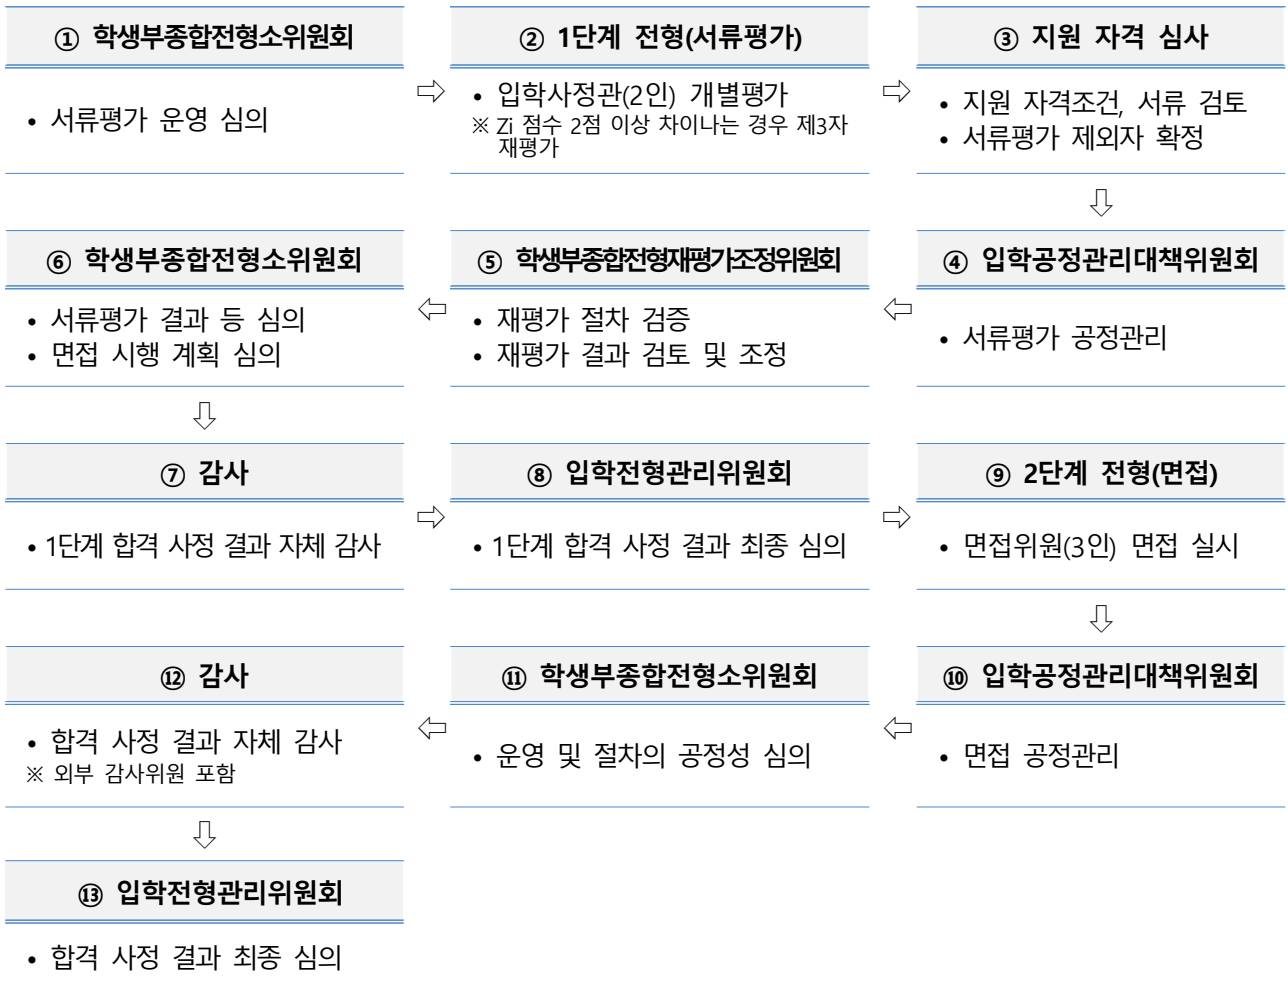 ① 학생부종합전형소위원회
• 서류평가 운영 심의
② 1단계 전형(서류평가)
• 입학사정관(2인) 개별평가
※ Zi 점수 2점 이상 차이나는 경우 제3자
재평가
③ 지원 자격 심사
• 지원 자격조건, 서류 검토
• 서류평가 제외자 확정
④ 입학공정관리대책위원회
• 서류평가 공정관리
⑤ 학생부종합전형재평가조정위원회
• 재평가 절차 검증
• 재평가 결과 검토 및 조정
⑥ 학생부종합전형소위원회
• 서류평가 결과 등 심의
• 면접 시행 계획 심의
⑦ 감사
• 1단계 합격 사정 결과 자체 감사
⑧ 입학전형관리위원회
• 1단계 합격 사정 결과 최종 심의
⑨ 2단계 전형(면접)
• 면접위원(3인) 면접 실시
⑩ 입학공정관리대책위원회
• 면접 공정관리
⑪ 학생부종합전형소위원회
• 운영 및 절차의 공정성 심의
⑫ 감사
• 합격 사정 결과 자체 감사
※ 외부 감사위원 포함
⑬ 입학전형관리위원회
• 합격 사정 결과 최종 심의